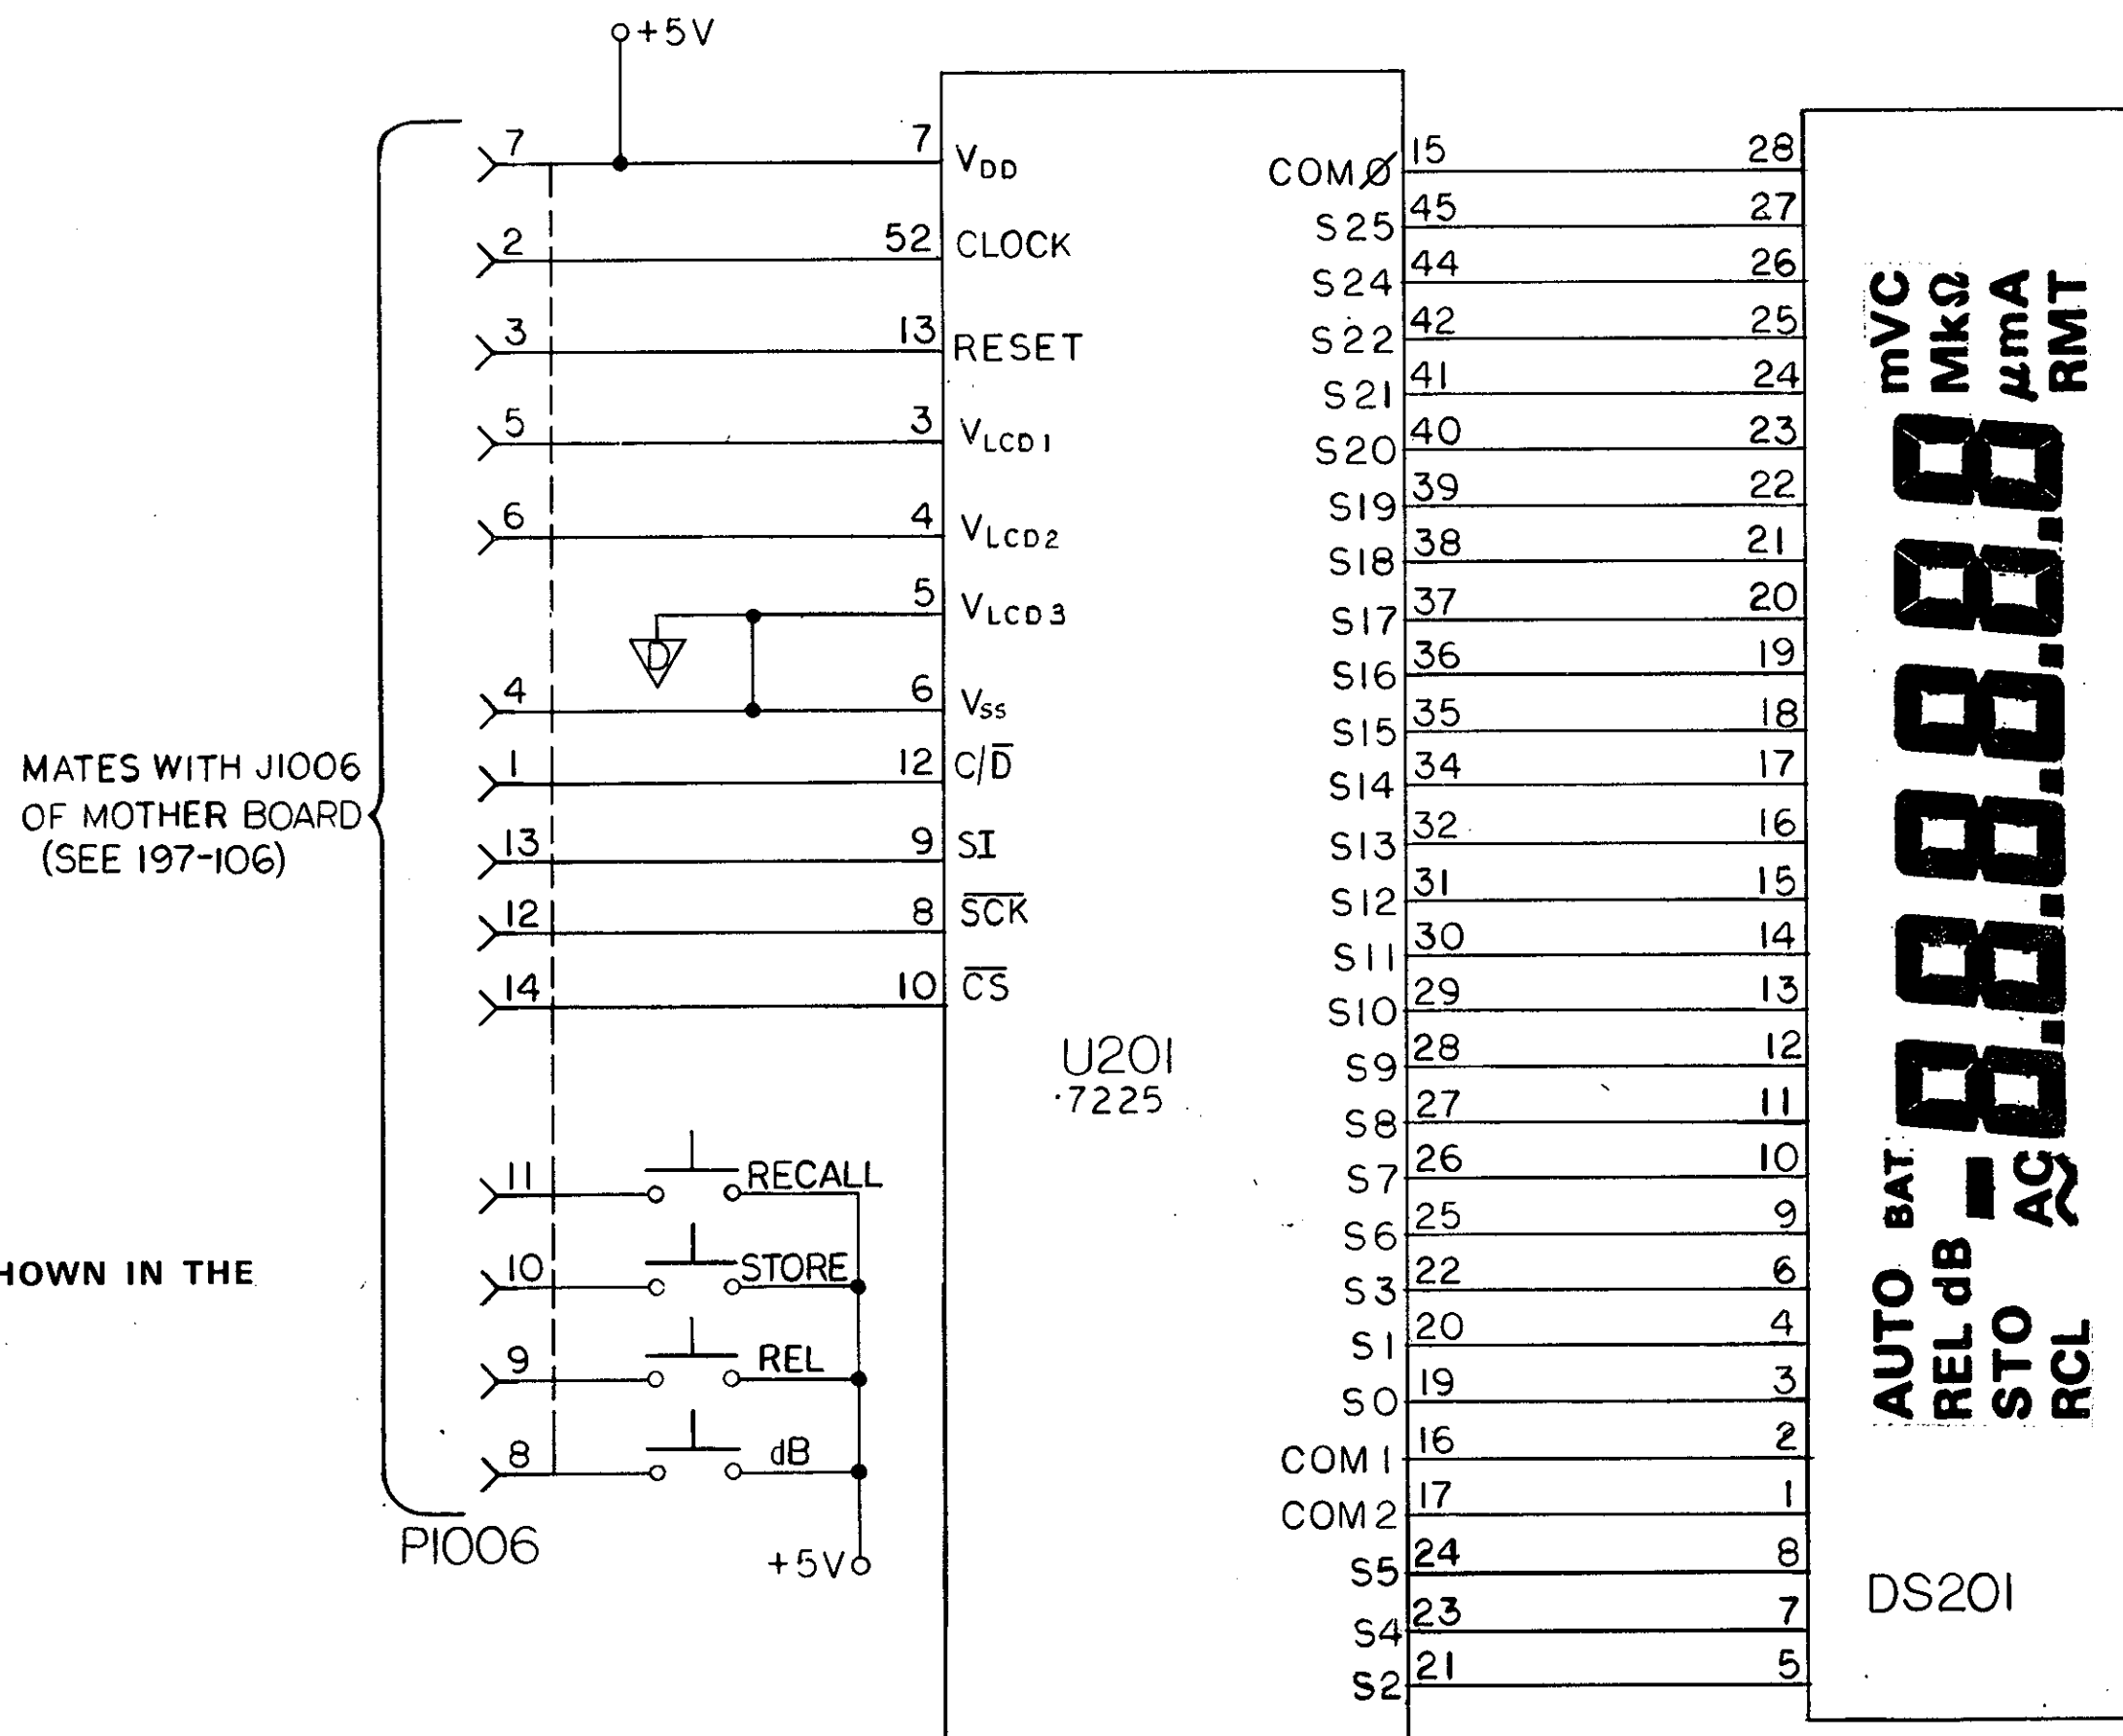 +5V
7 7 VDD
2 52 CLOCK
3 13 RESET
5 3 VLCD1
6 4 VLCD2
5 VLCD3
D
4 6 VSS
1 12 C/D̅
13 9 SI
12 8 S̅C̅K̅
14 10 C̅S̅
MATES WITH J1006
OF MOTHER BOARD
(SEE 197-106)
11 RECALL
10 STORE
9 REL
8 dB
+5V
P1006
HOWN IN THE
U201
7225
COMØ 15 28
S25 45 27
S24 44 26
S22 42 25
S21 41 24
S20 40 23
S19 39 22
S18 38 21
S17 37 20
S16 36 19
S15 35 18
S14 34 17
S13 32 16
S12 31 15
S11 30 14
S10 29 13
S9 28 12
S8 27 11
S7 26 10
S6 25 9
S3 22 6
S1 20 4
S0 19 3
COM1 16 2
COM2 17 1
S5 24 8
S4 23 7
S2 21 5
AUTO BAT 8.8.8.8.8.8 mVC
REL dB MkΩ
STO − AC µmA
RCL ~ RMT
DS201